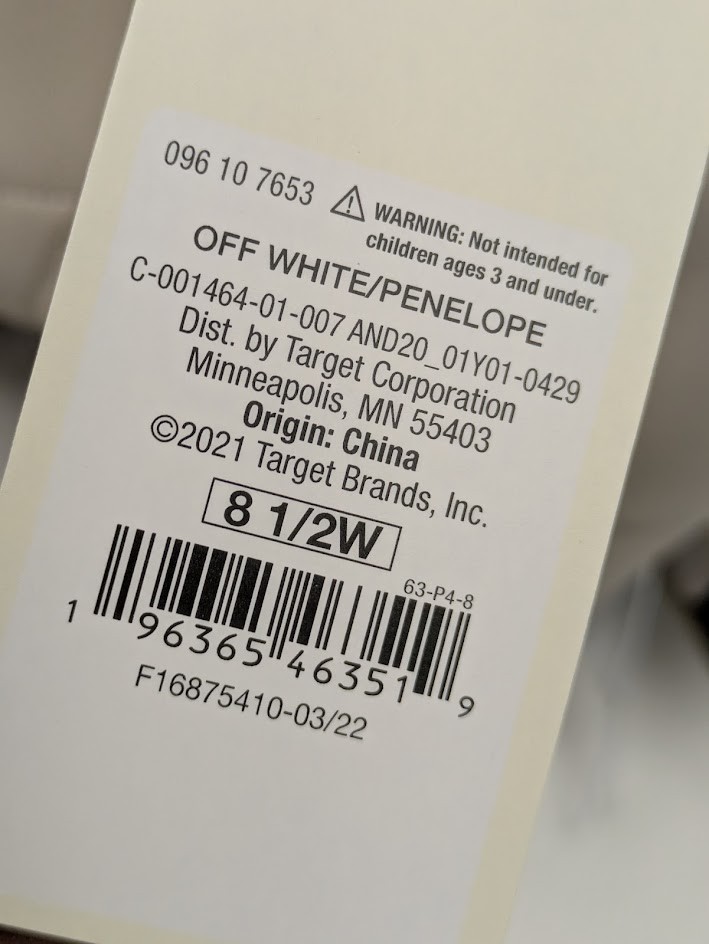 096 10 7653
WARNING: Not intended for
children ages 3 and under.
OFF WHITE/PENELOPE
C-001464-01-007 AND20_01Y01-0429
Dist. by Target Corporation
Minneapolis, MN 55403
Origin: China
©2021 Target Brands, Inc.
8 1/2W
63-P4-8
1 96365 46351 9
F16875410-03/22